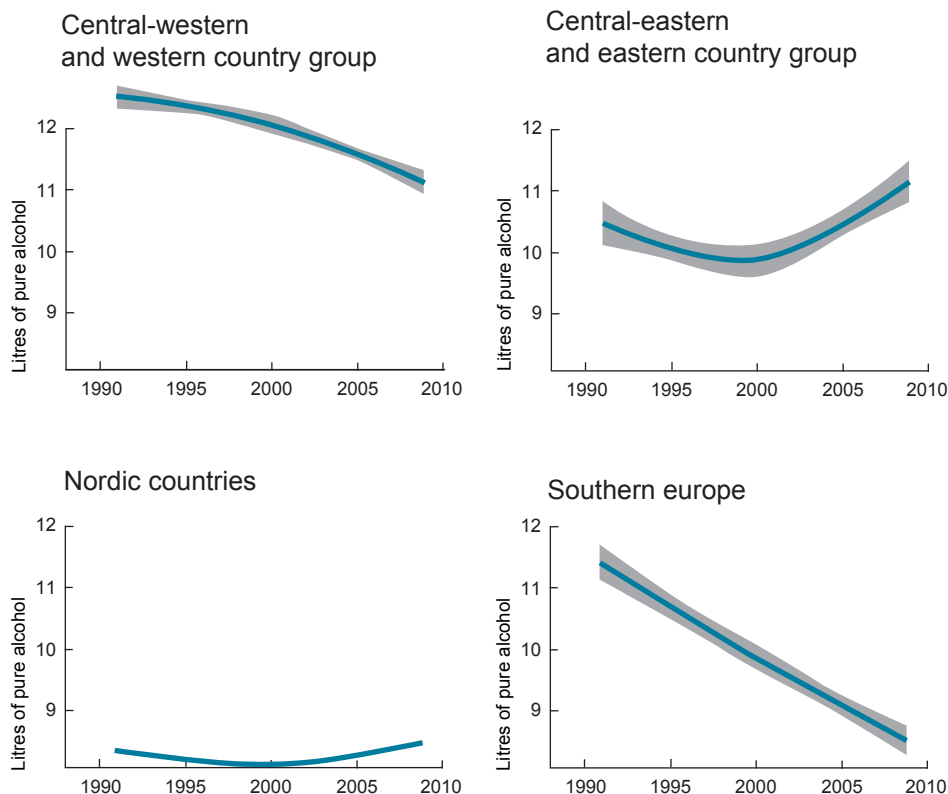 Central-western
and western country group
Litres of pure alcohol
12
11
10
9
1990 1995 2000 2005 2010
Central-eastern
and eastern country group
Litres of pure alcohol
12
11
10
9
1990 1995 2000 2005 2010
Nordic countries
Litres of pure alcohol
12
11
10
9
1990 1995 2000 2005 2010
Southern europe
Litres of pure alcohol
12
11
10
9
1990 1995 2000 2005 2010